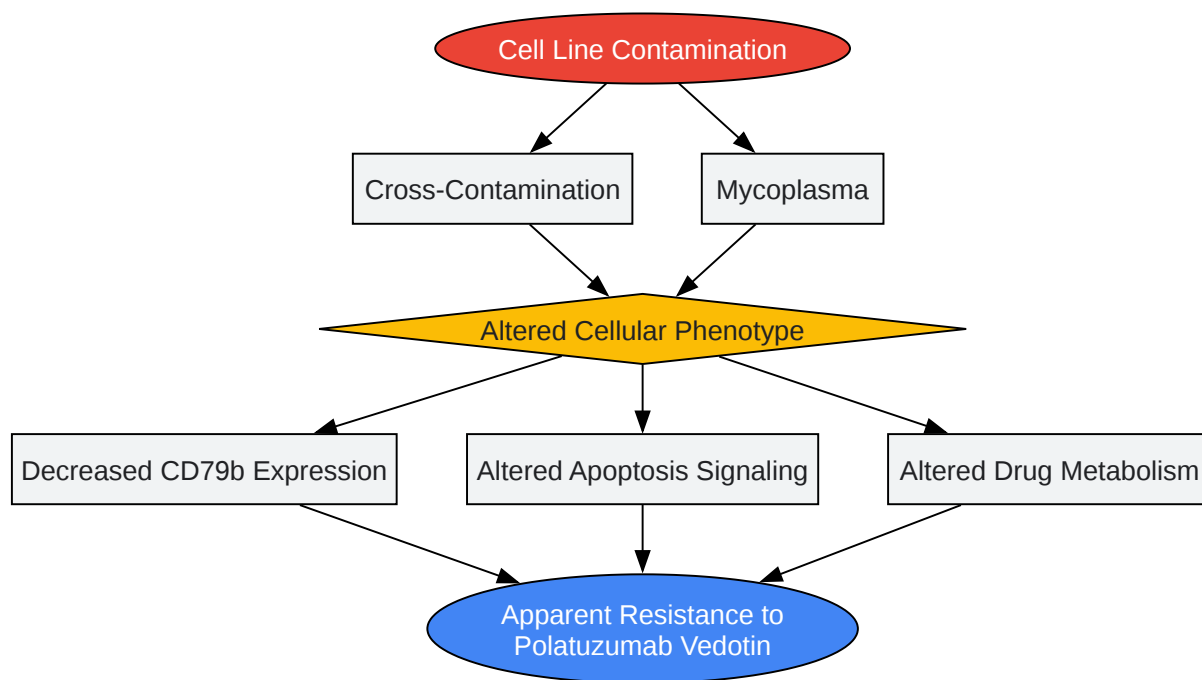 Cell Line Contamination
Cross-Contamination
Mycoplasma
Altered Cellular Phenotype
Decreased CD79b Expression
Altered Apoptosis Signaling
Altered Drug Metabolism
Apparent Resistance to
Polatuzumab Vedotin